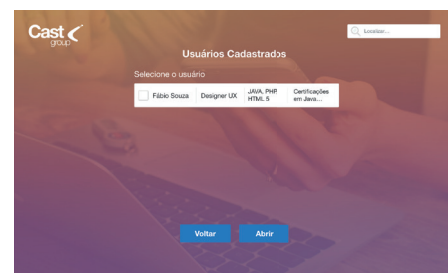 Cast
group
Localizar...
Usuários Cadastrados
Selecione o usuário
Fábio Souza
Designer UX
JAVA, PHP,
HTML 5
Certificações
em Java...
Voltar
Abrir